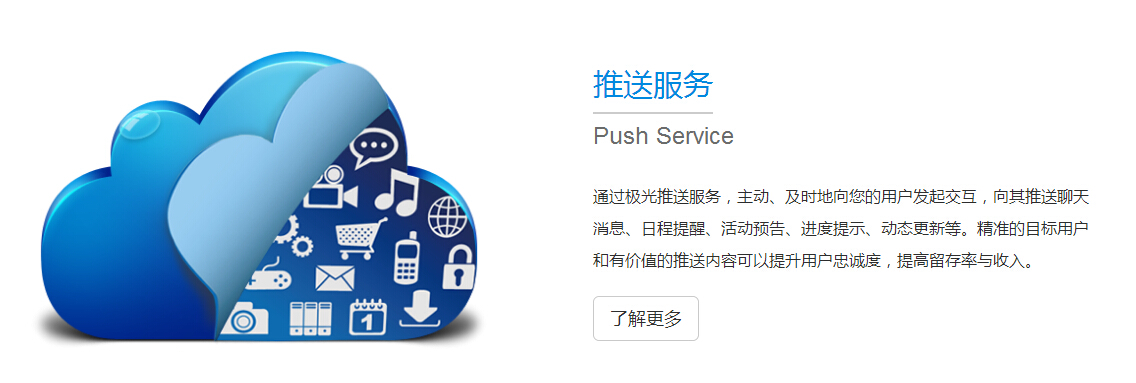 推送服务
Push Service
通过极光推送服务，主动、及时地向您的用户发起交互，向其推送聊天
消息、日程提醒、活动预告、进度提示、动态更新等。精准的目标用户
和有价值的推送内容可以提升用户忠诚度，提高留存率与收入。
了解更多
1